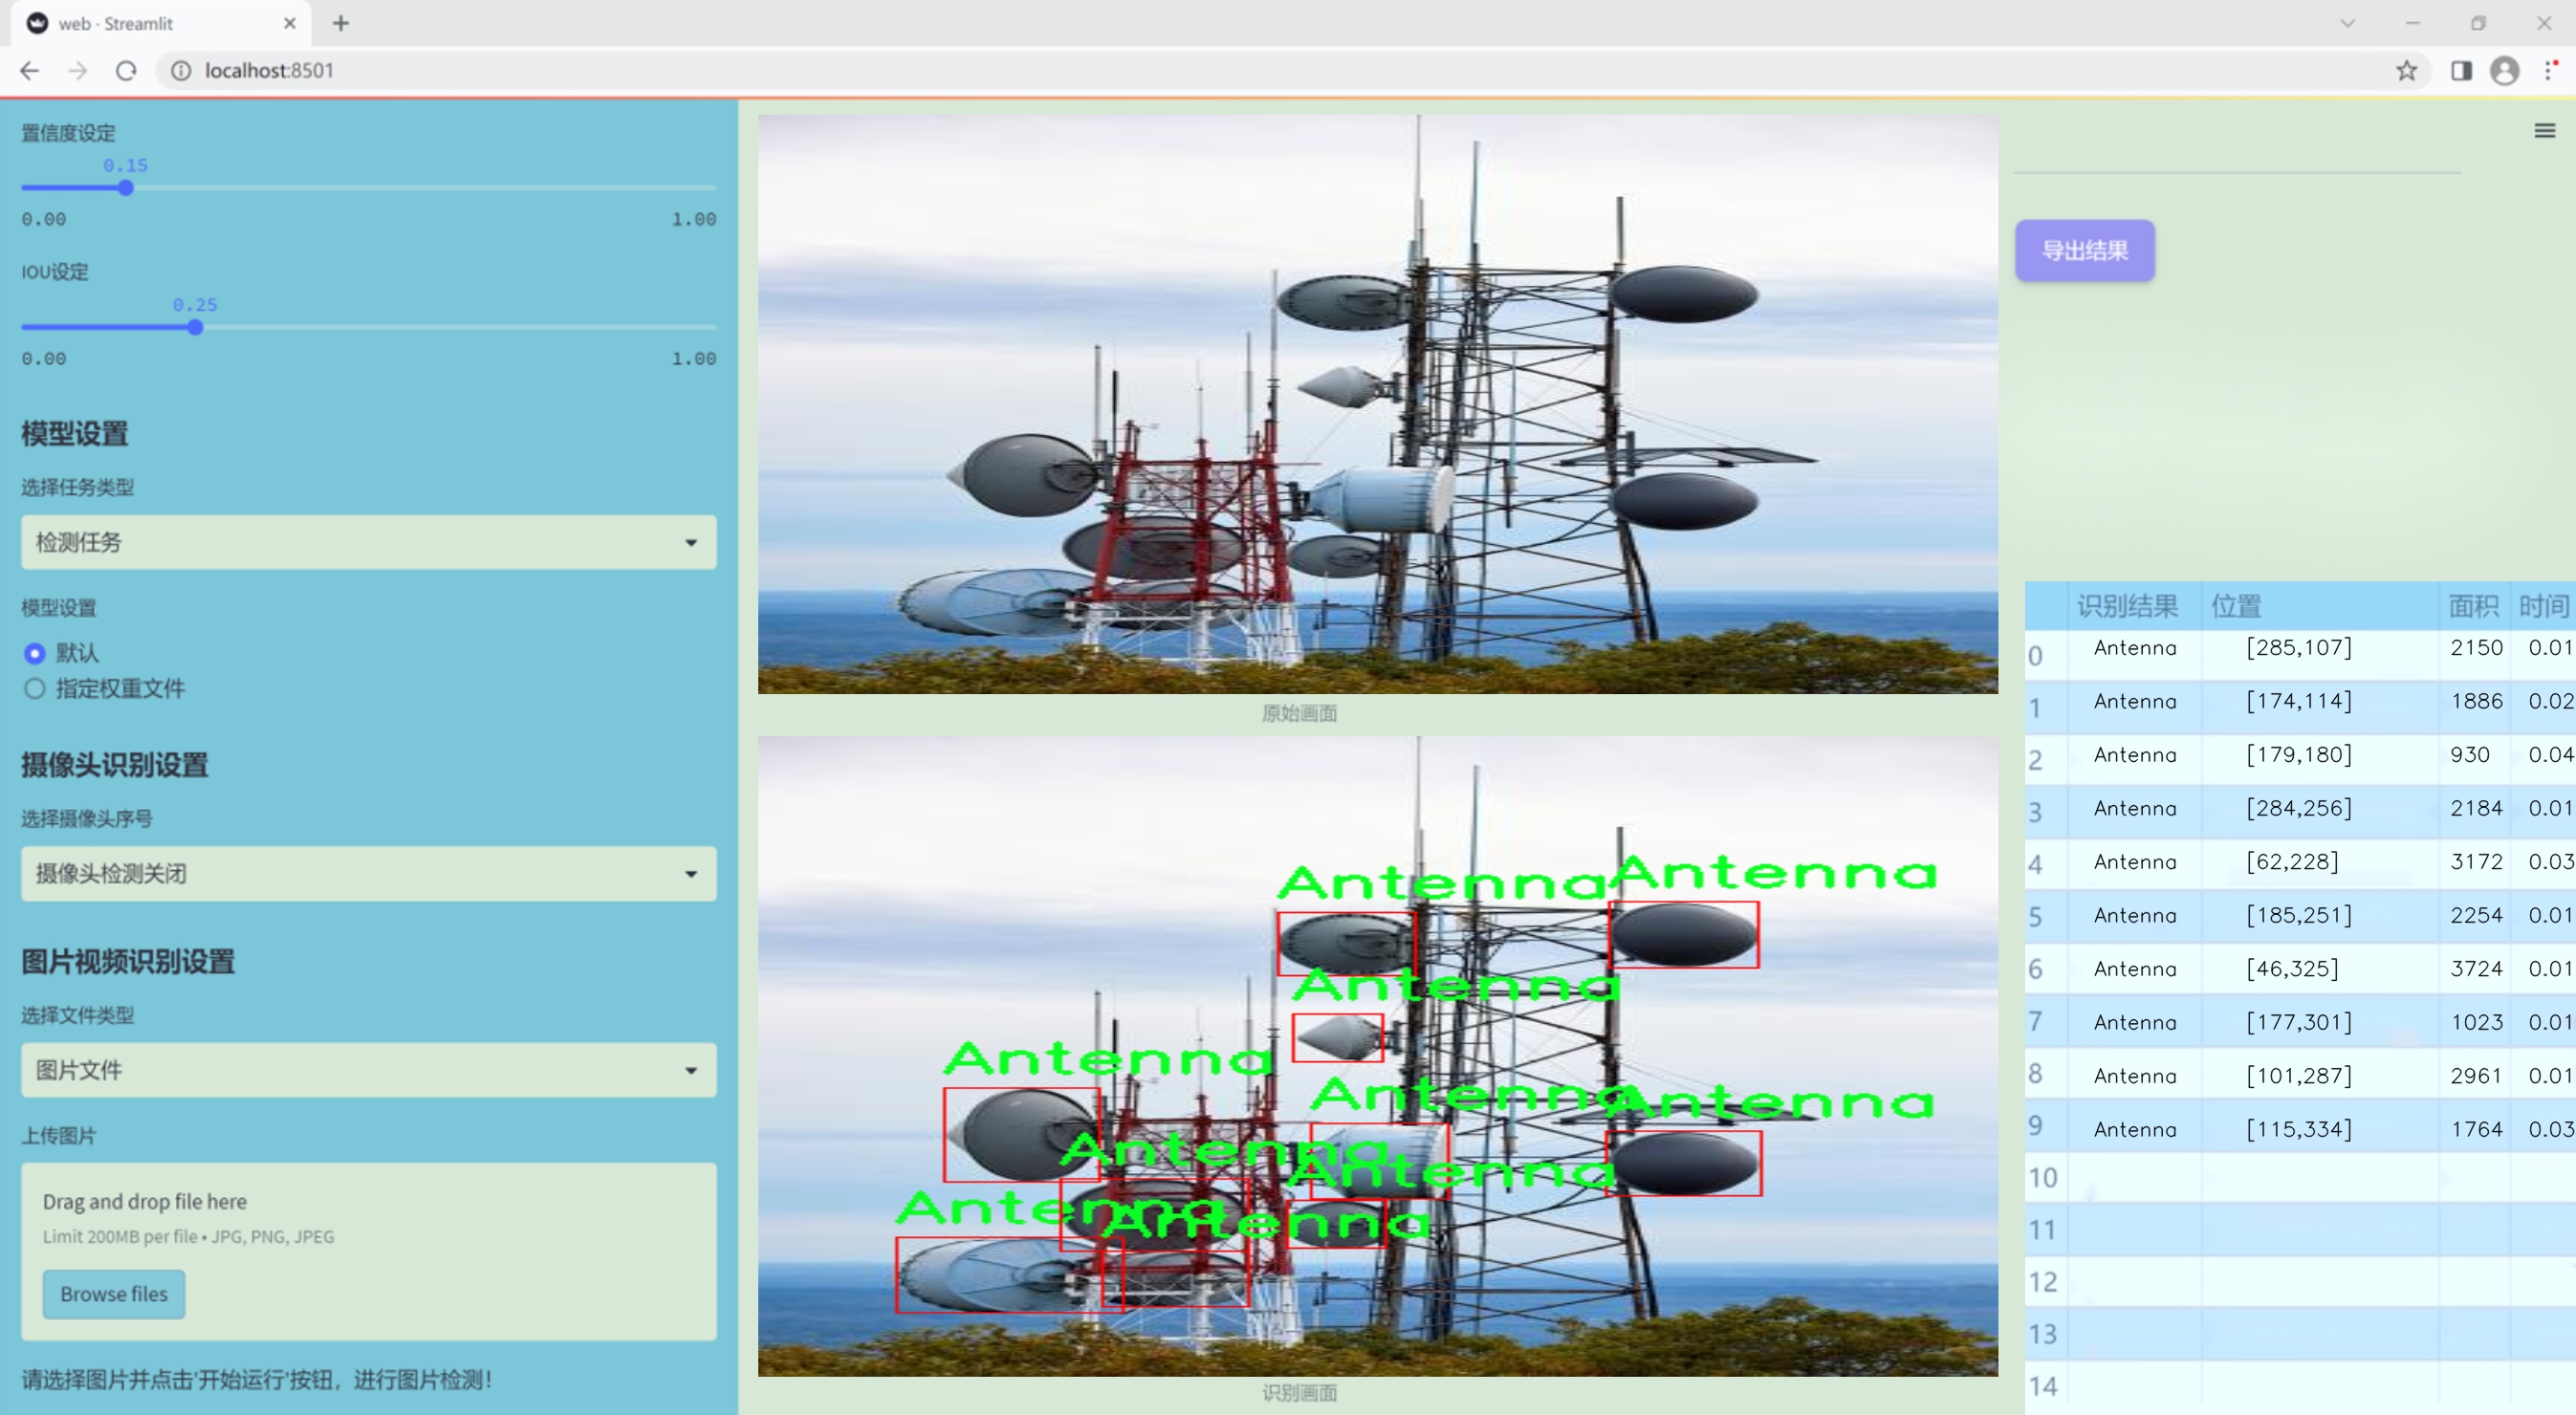 web · Streamlit
localhost:8501
置信度设定
0.15
0.00 1.00
IOU设定
0.25
0.00 1.00
模型设置
选择任务类型
检测任务
模型设置
默认
指定权重文件
摄像头识别设置
选择摄像头序号
摄像头检测关闭
图片视频识别设置
选择文件类型
图片文件
上传图片
Drag and drop file here
Limit 200MB per file • JPG, PNG, JPEG
Browse files
请选择图片并点击'开始运行'按钮，进行图片检测！
原始画面
Antenna
Antenna
Antenna
Antenna
Antenna
Antenna
Antenna
Antenna
Antenna
Antenna
识别画面
导出结果
识别结果 位置 面积 时间
0 Antenna [285,107] 2150 0.01
1 Antenna [174,114] 1886 0.02
2 Antenna [179,180] 930 0.04
3 Antenna [284,256] 2184 0.01
4 Antenna [62,228] 3172 0.03
5 Antenna [185,251] 2254 0.01
6 Antenna [46,325] 3724 0.01
7 Antenna [177,301] 1023 0.01
8 Antenna [101,287] 2961 0.01
9 Antenna [115,334] 1764 0.03
10
11
12
13
14